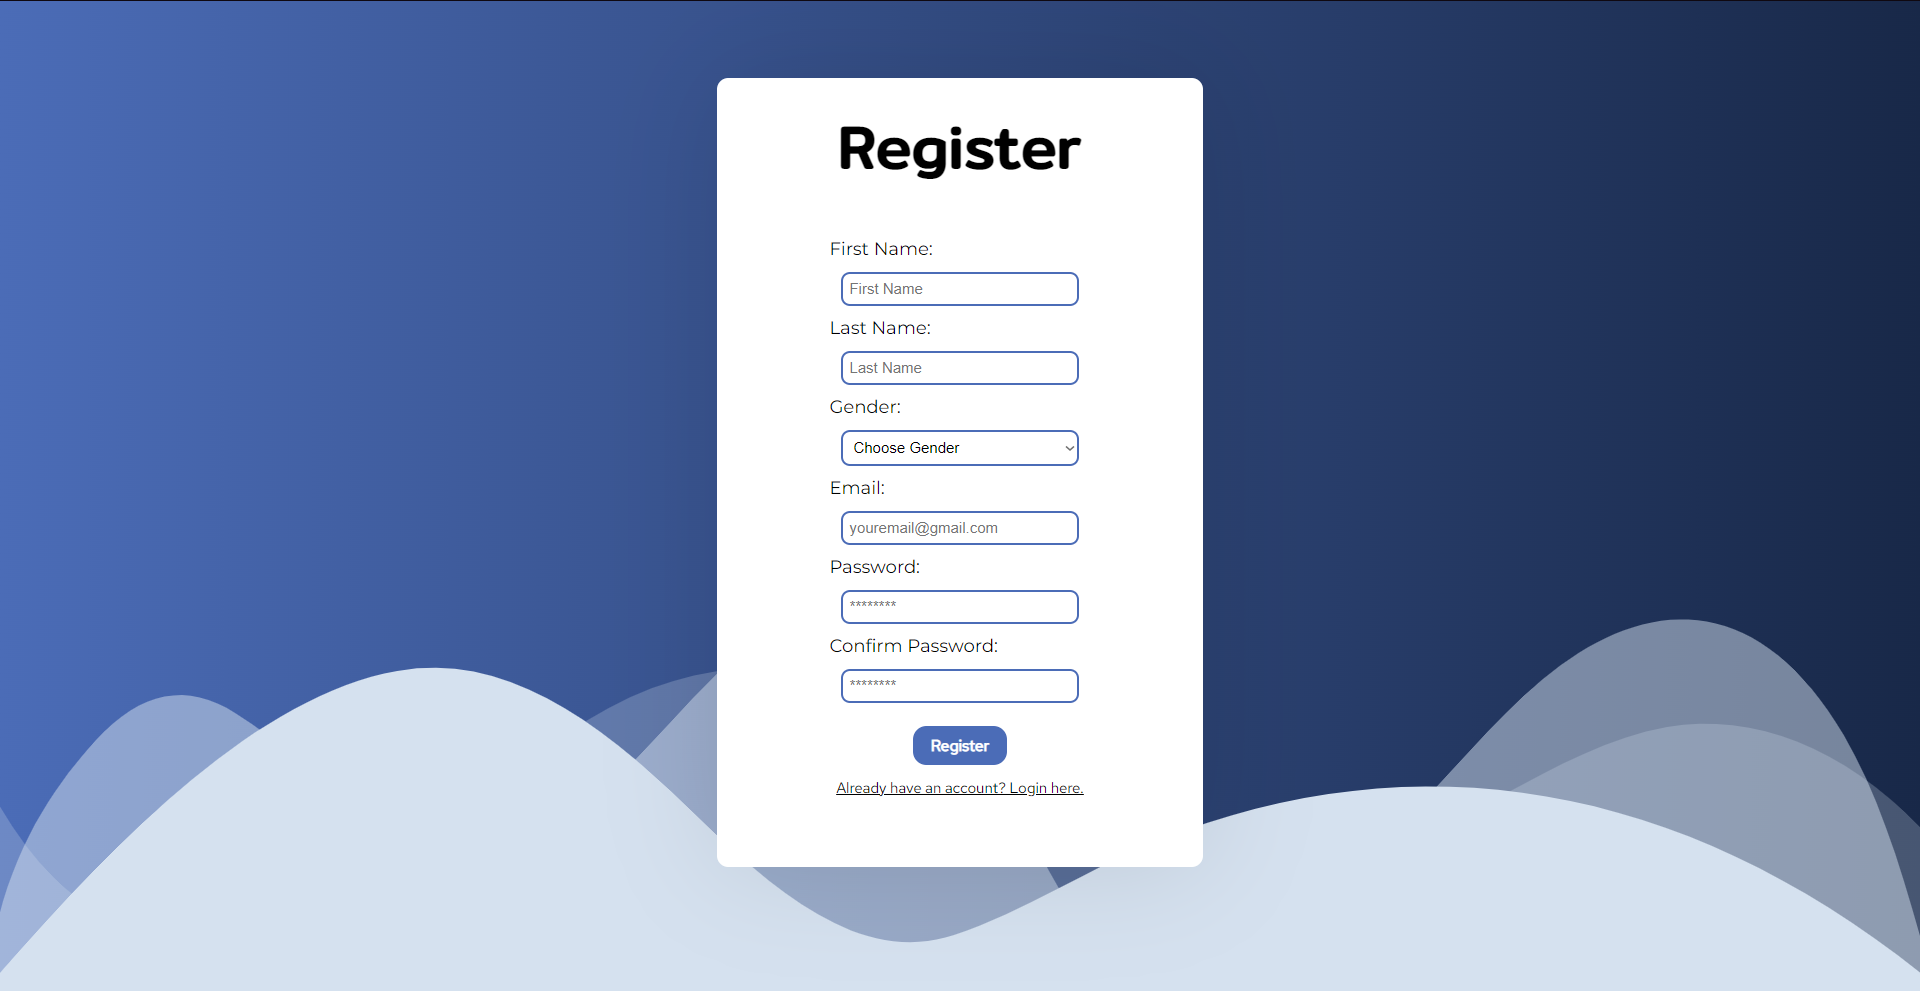 Register
First Name:
First Name
Last Name:
Last Name
Gender:
Choose Gender
Email:
youremail@gmail.com
Password:
********
Confirm Password:
********
Register
Already have an account? Login here.